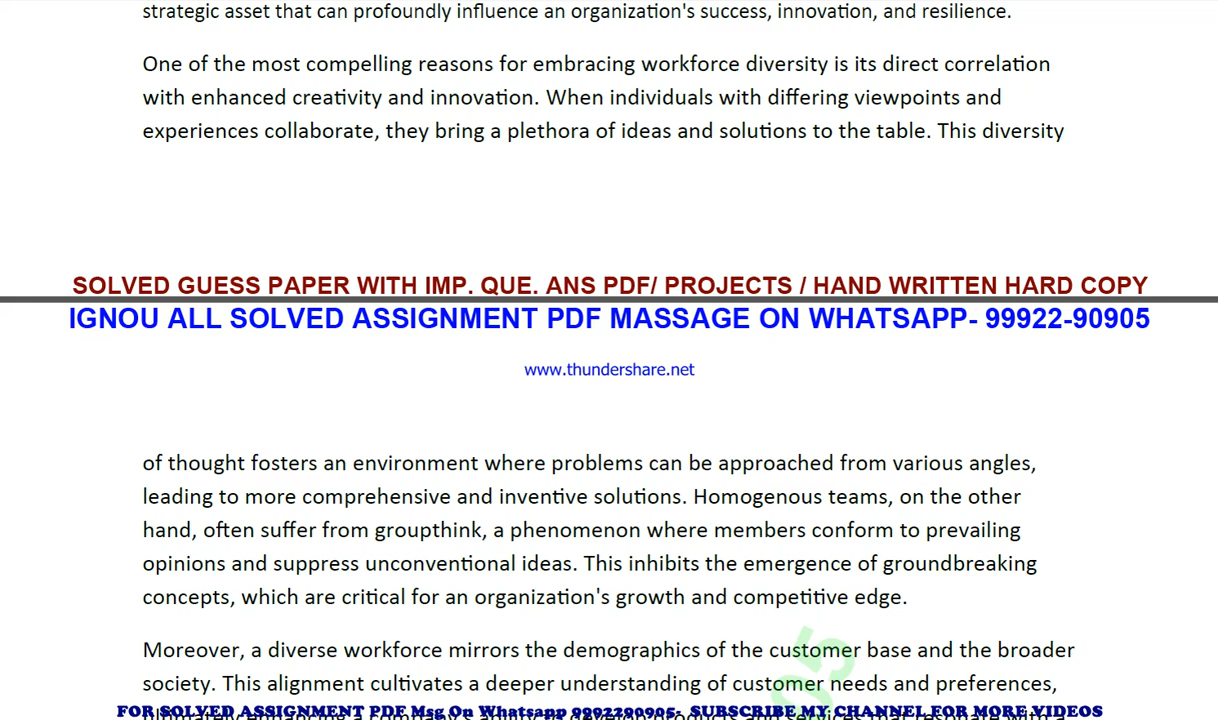 strategic asset that can profoundly influence an organization's success, innovation, and resilience.
One of the most compelling reasons for embracing workforce diversity is its direct correlation
with enhanced creativity and innovation. When individuals with differing viewpoints and
experiences collaborate, they bring a plethora of ideas and solutions to the table. This diversity
SOLVED GUESS PAPER WITH IMP. QUE. ANS PDF/ PROJECTS / HAND WRITTEN HARD COPY
IGNOU ALL SOLVED ASSIGNMENT PDF MASSAGE ON WHATSAPP- 99922-90905
www.thundershare.net
of thought fosters an environment where problems can be approached from various angles,
leading to more comprehensive and inventive solutions. Homogenous teams, on the other
hand, often suffer from groupthink, a phenomenon where members conform to prevailing
opinions and suppress unconventional ideas. This inhibits the emergence of groundbreaking
concepts, which are critical for an organization's growth and competitive edge.
Moreover, a diverse workforce mirrors the demographics of the customer base and the broader
society. This alignment cultivates a deeper understanding of customer needs and preferences,
FOR SOLVED ASSIGNMENT PDF Msg On Whatsapp 9992290905- SUBSCRIBE MY CHANNEL FOR MORE VIDEOS
05